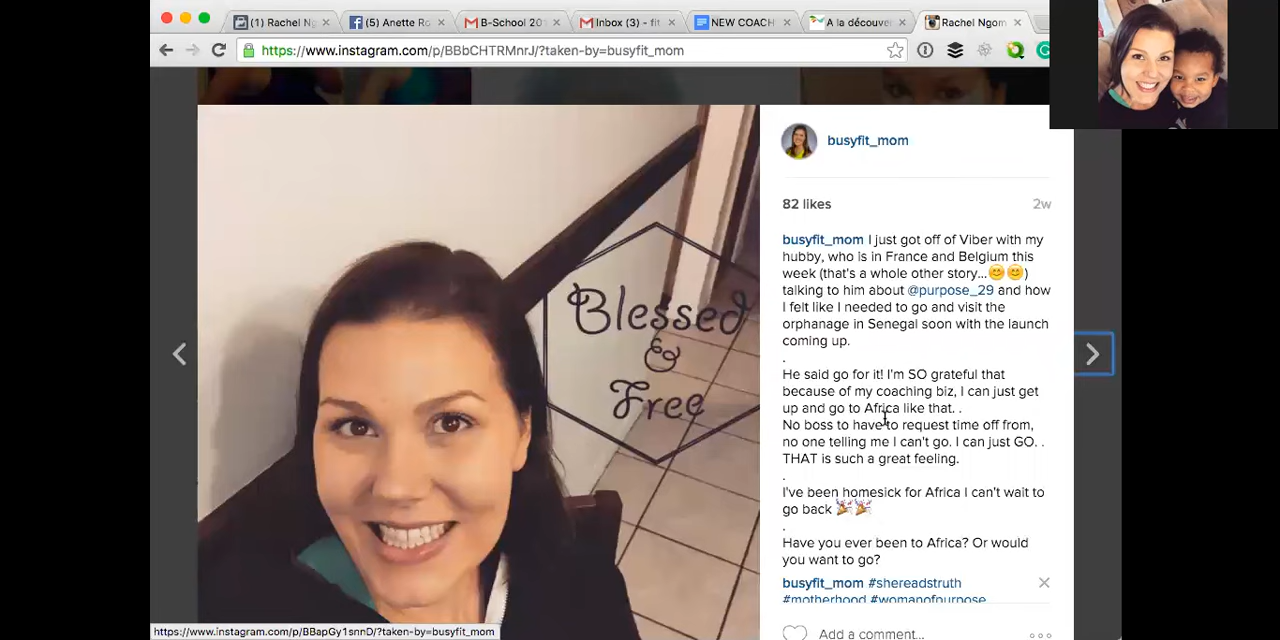 (1) Rachel Ngom
(5) Anette Ro
B-School 201
Inbox (3) - fit
NEW COACH
A la découver
Rachel Ngom
https://www.instagram.com/p/BBbCHTRMnrJ/?taken-by=busyfit_mom
Blessed
&
Free
busyfit_mom
82 likes
2w
busyfit_mom I just got off of Viber with my
hubby, who is in France and Belgium this
week (that's a whole other story...😊😊)
talking to him about @purpose_29 and how
I felt like I needed to go and visit the
orphanage in Senegal soon with the launch
coming up.
.
He said go for it! I'm SO grateful that
because of my coaching biz, I can just get
up and go to Africa like that. .
No boss to have to request time off from,
no one telling me I can't go. I can just GO. .
THAT is such a great feeling.
.
I've been homesick for Africa I can't wait to
go back 🎉🎉
.
Have you ever been to Africa? Or would
you want to go?
busyfit_mom #shereadstruth
#motherhood #womanofpurpose
Add a comment...
https://www.instagram.com/p/BBapGy1snnD/?taken-by=busyfit_mom